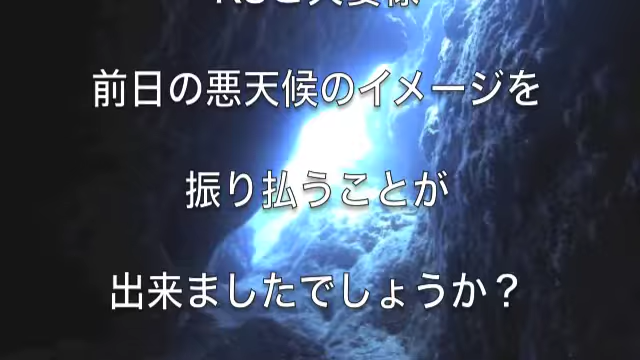 前日の悪天候のイメージを
振り払うことが
出来ましたでしょうか？